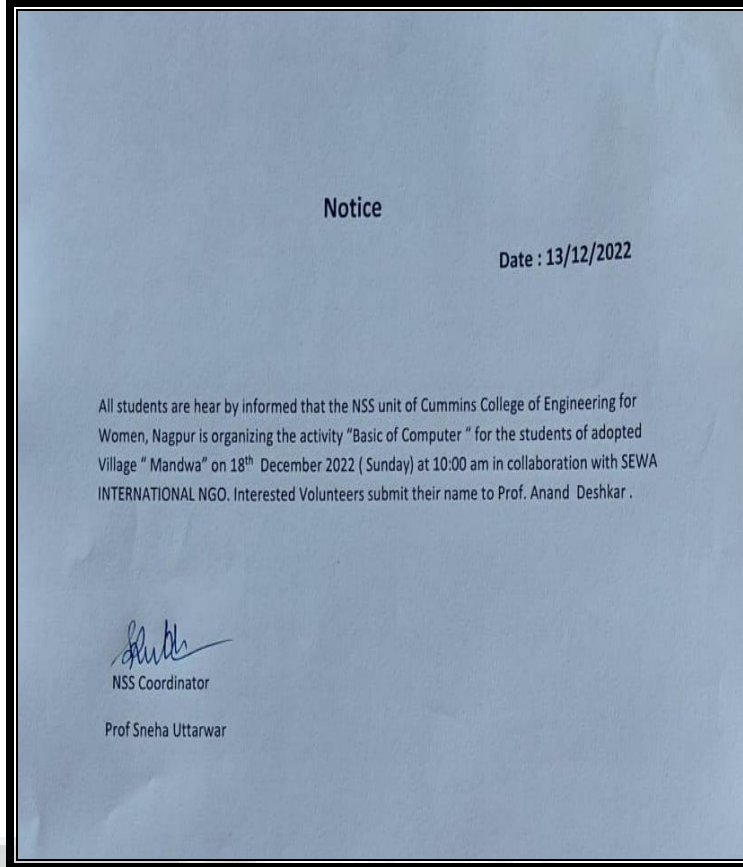 Notice
Date : 13/12/2022
All students are hear by informed that the NSS unit of Cummins College of Engineering for
Women, Nagpur is organizing the activity "Basic of Computer " for the students of adopted
Village " Mandwa" on 18th December 2022 ( Sunday) at 10:00 am in collaboration with SEWA
INTERNATIONAL NGO. Interested Volunteers submit their name to Prof. Anand Deshkar .
NSS Coordinator
Prof Sneha Uttarwar